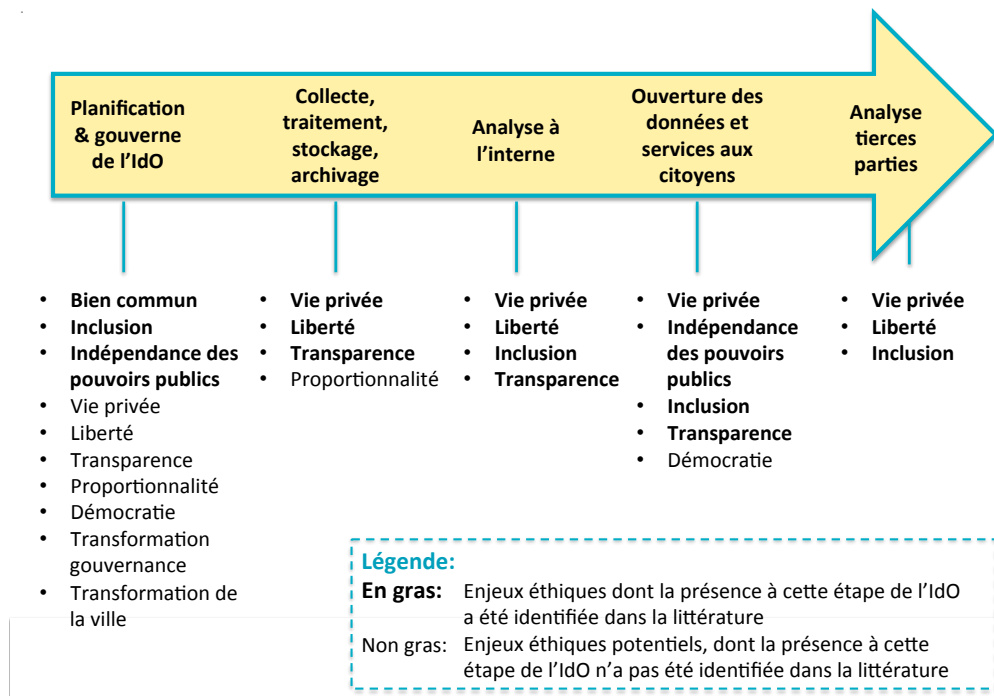 Planification
& gouverne
de l'IdO
Collecte,
traitement,
stockage,
archivage
Analyse à
l'interne
Ouverture des
données et
services aux
citoyens
Analyse
tierces
parties
• Bien commun
• Inclusion
• Indépendance des
pouvoirs publics
• Vie privée
• Liberté
• Transparence
• Proportionnalité
• Démocratie
• Transformation
gouvernance
• Transformation de
la ville
• Vie privée
• Liberté
• Transparence
• Proportionnalité
• Vie privée
• Liberté
• Inclusion
• Transparence
• Vie privée
• Indépendance
des pouvoirs
publics
• Inclusion
• Transparence
• Démocratie
• Vie privée
• Liberté
• Inclusion
Légende:
En gras: Enjeux éthiques dont la présence à cette étape de l'IdO
a été identifiée dans la littérature
Non gras: Enjeux éthiques potentiels, dont la présence à cette
étape de l'IdO n'a pas été identifiée dans la littérature